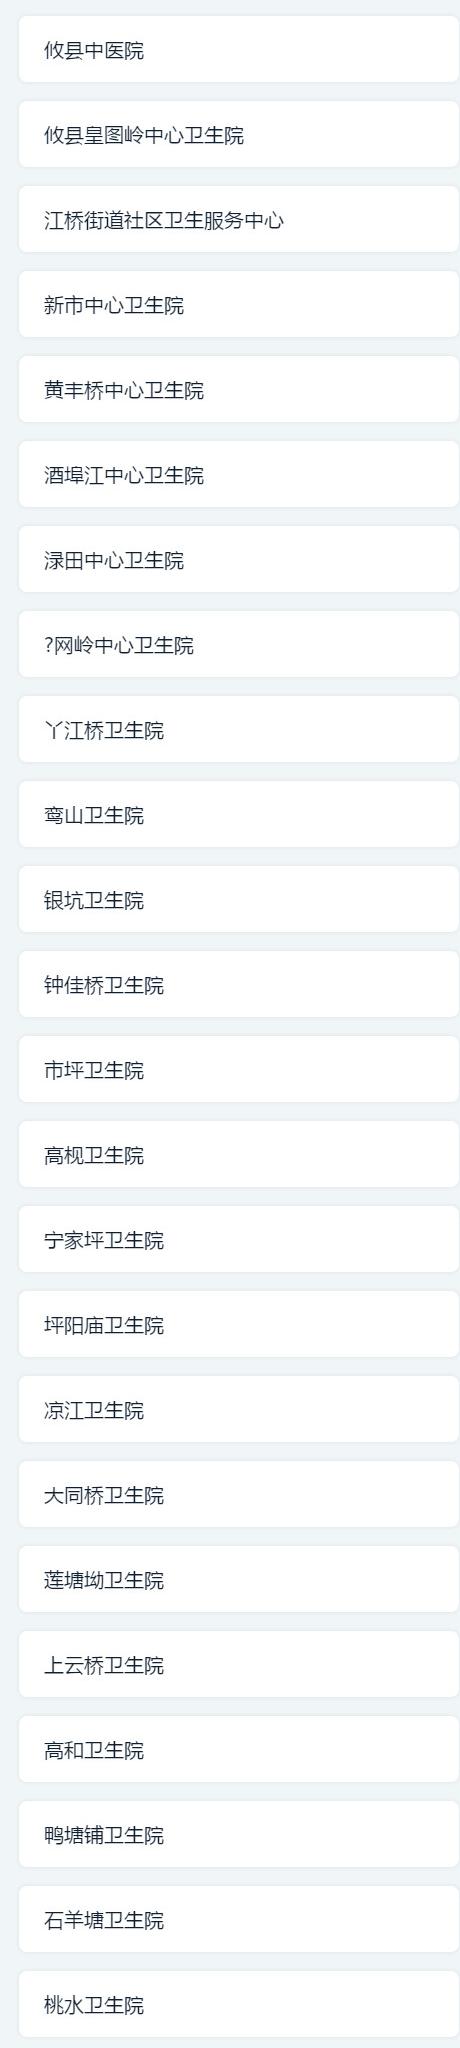 攸县中医院
攸县皇图岭中心卫生院
江桥街道社区卫生服务中心
新市中心卫生院
黄丰桥中心卫生院
酒埠江中心卫生院
渌田中心卫生院
?网岭中心卫生院
丫江桥卫生院
鸾山卫生院
银坑卫生院
钟佳桥卫生院
市坪卫生院
高枧卫生院
宁家坪卫生院
坪阳庙卫生院
凉江卫生院
大同桥卫生院
莲塘坳卫生院
上云桥卫生院
高和卫生院
鸭塘铺卫生院
石羊塘卫生院
桃水卫生院